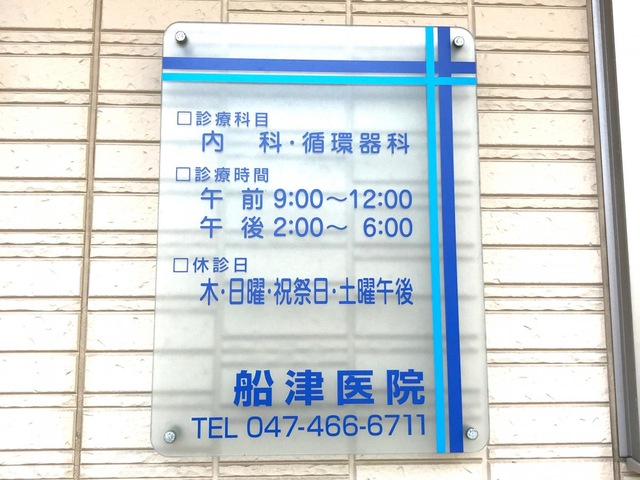 □診療科目
内　科・循環器科
□診療時間
午　前 9:00～12:00
午　後 2:00～ 6:00
□休診日
木・日曜・祝祭日・土曜午後
船津医院
TEL 047-466-6711